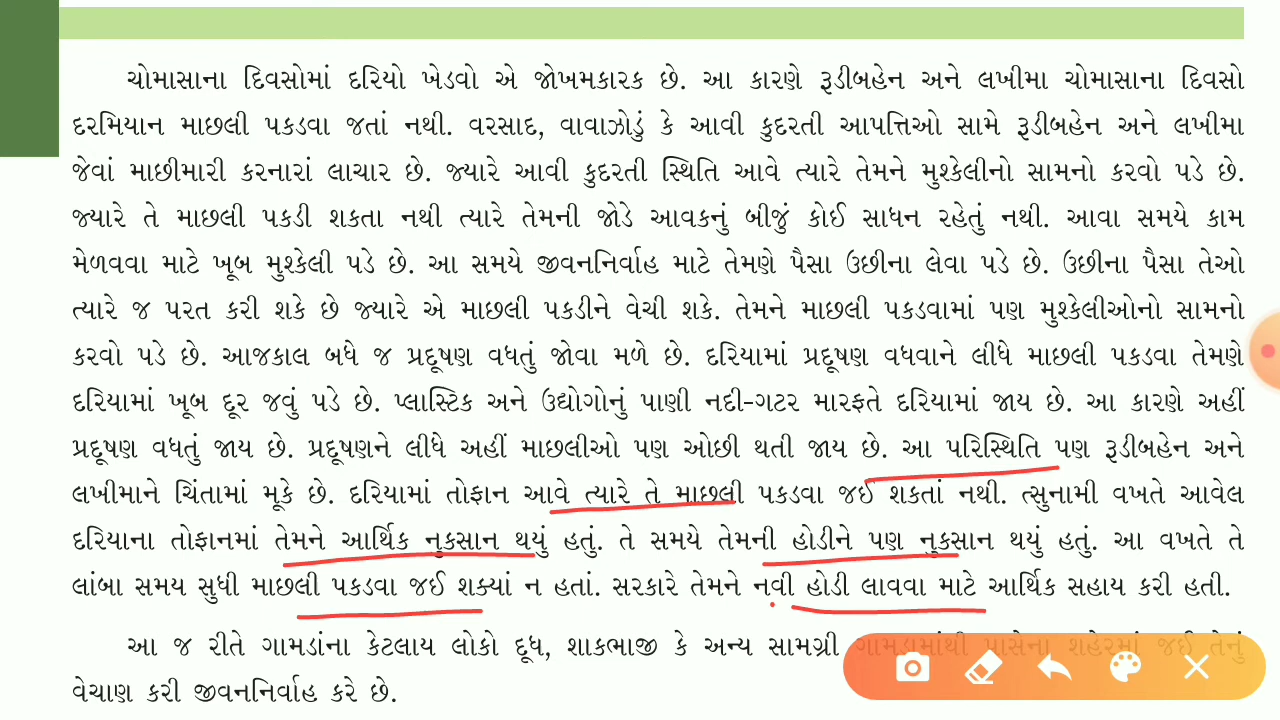 ચોમાસાના દિવસોમાં દરિયો ખેડવો એ જોખમકારક છે. આ કારણે રૂડીબહેન અને લખીમા ચોમાસાના દિવસો
દરમિયાન માછલી પકડવા જતાં નથી. વરસાદ, વાવાઝોડું કે આવી કુદરતી આપત્તિઓ સામે રૂડીબહેન અને લખીમા
જેવાં માછીમારી કરનારાં લાચાર છે. જ્યારે આવી કુદરતી સ્થિતિ આવે ત્યારે તેમને મુશ્કેલીનો સામનો કરવો પડે છે.
જ્યારે તે માછલી પકડી શકતા નથી ત્યારે તેમની જોડે આવકનું બીજું કોઈ સાધન રહેતું નથી. આવા સમયે કામ
મેળવવા માટે ખૂબ મુશ્કેલી પડે છે. આ સમયે જીવનનિર્વાહ માટે તેમણે પૈસા ઉછીના લેવા પડે છે. ઉછીના પૈસા તેઓ
ત્યારે જ પરત કરી શકે છે જ્યારે એ માછલી પકડીને વેચી શકે. તેમને માછલી પકડવામાં પણ મુશ્કેલીઓનો સામનો
કરવો પડે છે. આજકાલ બધે જ પ્રદૂષણ વધતું જોવા મળે છે. દરિયામાં પ્રદૂષણ વધવાને લીધે માછલી પકડવા તેમણે
દરિયામાં ખૂબ દૂર જવું પડે છે. પ્લાસ્ટિક અને ઉદ્યોગોનું પાણી નદી-ગટર મારફતે દરિયામાં જાય છે. આ કારણે અહીં
પ્રદૂષણ વધતું જાય છે. પ્રદૂષણને લીધે અહીં માછલીઓ પણ ઓછી થતી જાય છે. આ પરિસ્થિતિ પણ રૂડીબહેન અને
લખીમાને ચિંતામાં મૂકે છે. દરિયામાં તોફાન આવે ત્યારે તે માછલી પકડવા જઈ શકતાં નથી. ત્સુનામી વખતે આવેલ
દરિયાના તોફાનમાં તેમને આર્થિક નુકસાન થયું હતું. તે સમયે તેમની હોડીને પણ નુકસાન થયું હતું. આ વખતે તે
લાંબા સમય સુધી માછલી પકડવા જઈ શક્યાં ન હતાં. સરકારે તેમને નવી હોડી લાવવા માટે આર્થિક સહાય કરી હતી.
આ જ રીતે ગામડાંના કેટલાય લોકો દૂધ, શાકભાજી કે અન્ય સામગ્રી ગામડામાંથી પાસેના શહેરમાં જઈ તેનું
વેચાણ કરી જીવનનિર્વાહ કરે છે.